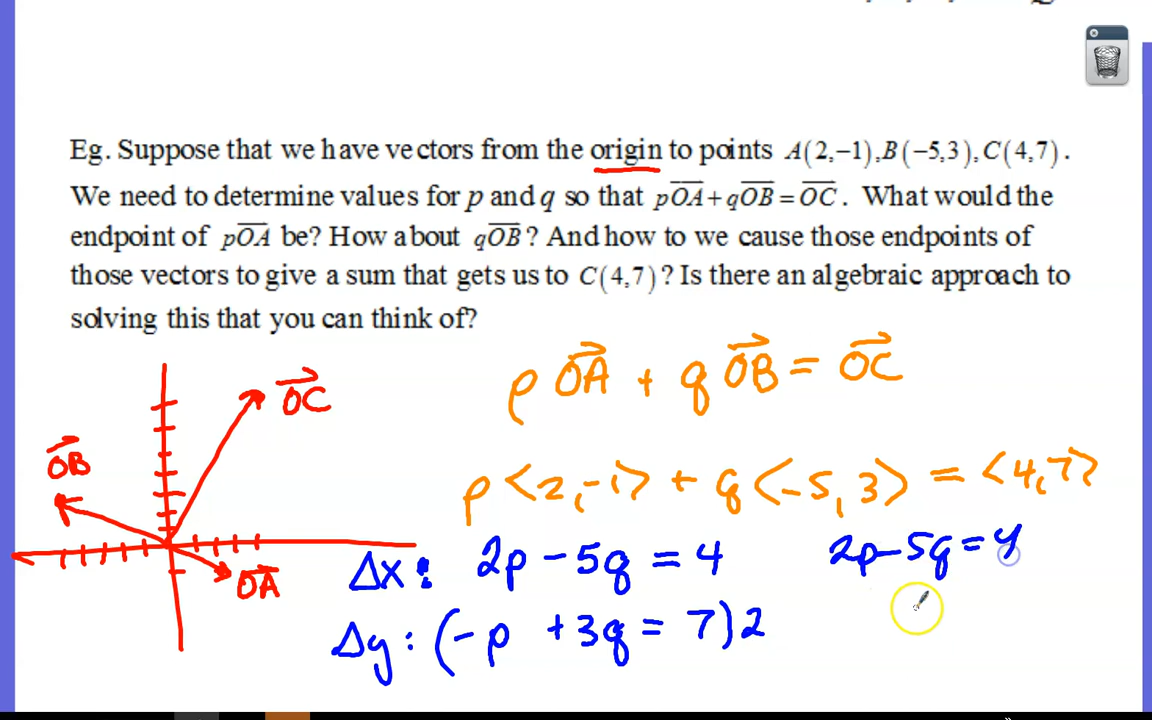 Eg. Suppose that we have vectors from the origin to points A(2,−1),B(−5,3),C(4,7).
We need to determine values for p and q so that pOA+qOB=OC. What would the
endpoint of pOA be? How about qOB? And how to we cause those endpoints of
those vectors to give a sum that gets us to C(4,7)? Is there an algebraic approach to
solving this that you can think of?
p OA + q OB = OC
OC
OB
p<2,-1> + q<-5,3> = <4,7>
OA
Δx: 2p - 5q = 4
2p-5q=4
Δy: (-p +3q = 7)2